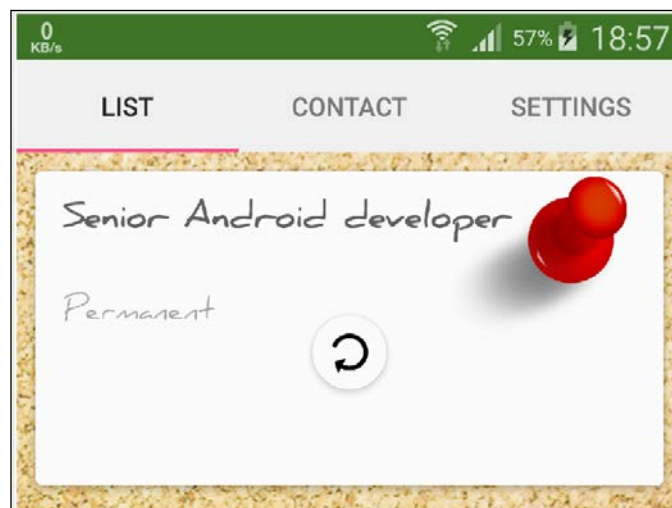 0
KB/s
57% 18:57
LIST CONTACT SETTINGS
Senior Android developer
Permanent